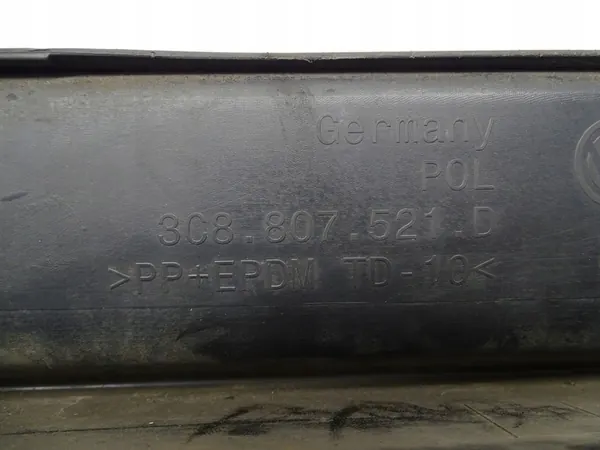 Germany
POL
3C8.807.521.D
>PP+EPDM TD-10<